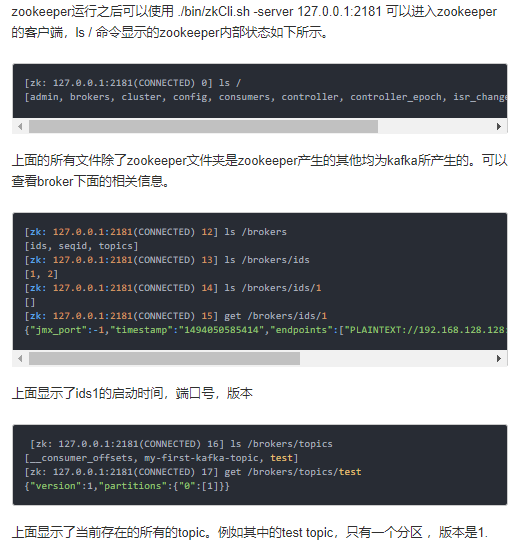 zookeeper运行之后可以使用 ./bin/zkCli.sh -server 127.0.0.1:2181 可以进入zookeeper
的客户端，ls / 命令显示的zookeeper内部状态如下所示。
[zk: 127.0.0.1:2181(CONNECTED) 0] ls /
[admin, brokers, cluster, config, consumers, controller, controller_epoch, isr_change
上面的所有文件除了zookeeper文件夹是zookeeper产生的其他均为kafka所产生的。可以
查看broker下面的相关信息。
[zk: 127.0.0.1:2181(CONNECTED) 12] ls /brokers
[ids, seqid, topics]
[zk: 127.0.0.1:2181(CONNECTED) 13] ls /brokers/ids
[1, 2]
[zk: 127.0.0.1:2181(CONNECTED) 14] ls /brokers/ids/1
[]
[zk: 127.0.0.1:2181(CONNECTED) 15] get /brokers/ids/1
{"jmx_port":-1,"timestamp":"1494050585414","endpoints":["PLAINTEXT://192.168.128.128:
上面显示了ids1的启动时间，端口号，版本
[zk: 127.0.0.1:2181(CONNECTED) 16] ls /brokers/topics
[__consumer_offsets, my-first-kafka-topic, test]
[zk: 127.0.0.1:2181(CONNECTED) 17] get /brokers/topics/test
{"version":1,"partitions":{"0":[1]}}
上面显示了当前存在的所有的topic。例如其中的test topic，只有一个分区 ，版本是1.